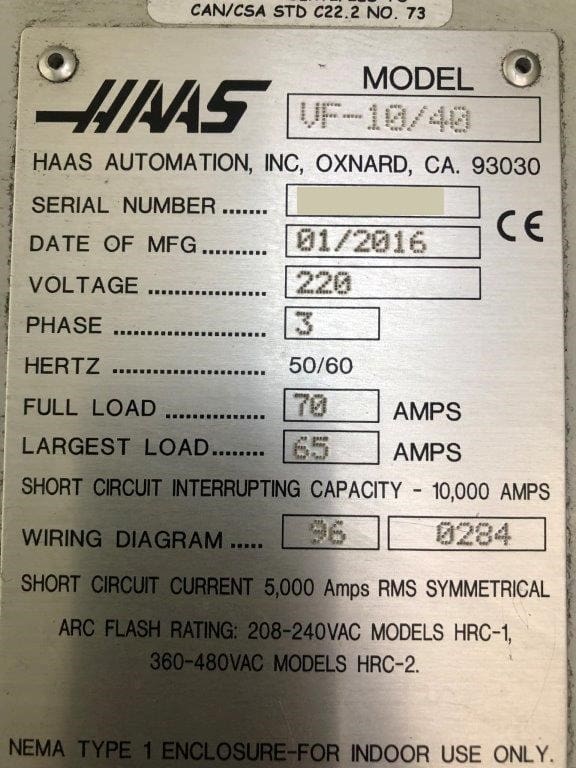 CAN/CSA STD C22.2 NO. 73
HAAS
MODEL
VF-10/40
HAAS AUTOMATION, INC, OXNARD, CA. 93030
SERIAL NUMBER .......
CE
DATE OF MFG.......... 01/2016
VOLTAGE .................. 220
PHASE ....................... 3
HERTZ ....................... 50/60
FULL LOAD ............... 70 AMPS
LARGEST LOAD........ 65 AMPS
SHORT CIRCUIT INTERRUPTING CAPACITY - 10,000 AMPS
WIRING DIAGRAM ..... 96 0284
SHORT CIRCUIT CURRENT 5,000 Amps RMS SYMMETRICAL
ARC FLASH RATING: 208-240VAC MODELS HRC-1,
360-480VAC MODELS HRC-2.
NEMA TYPE 1 ENCLOSURE-FOR INDOOR USE ONLY.